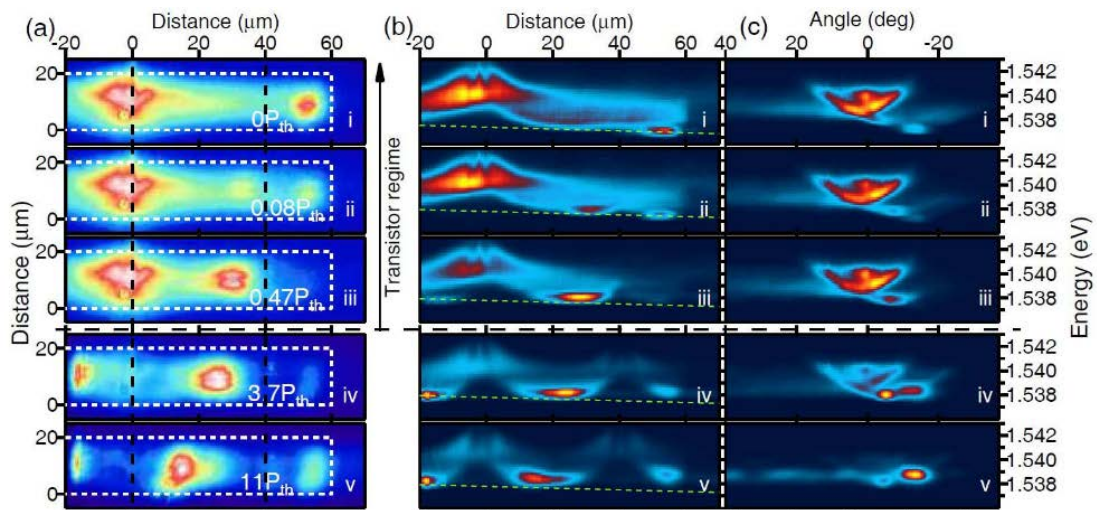 (a) Distance (μm) (b) Distance (μm) (c) Angle (deg)
-20 0 20 40 60 -20 0 20 40 60 20 0 -20
Distance (μm)
Transistor regime
Energy (eV)
20 0 0P_th i i i 1.542 1.540 1.538
20 0 0.08P_th ii ii ii 1.542 1.540 1.538
20 0 0.47P_th iii iii iii 1.542 1.540 1.538
20 0 3.7P_th iv iv iv 1.542 1.540 1.538
20 0 11P_th v v v 1.542 1.540 1.538